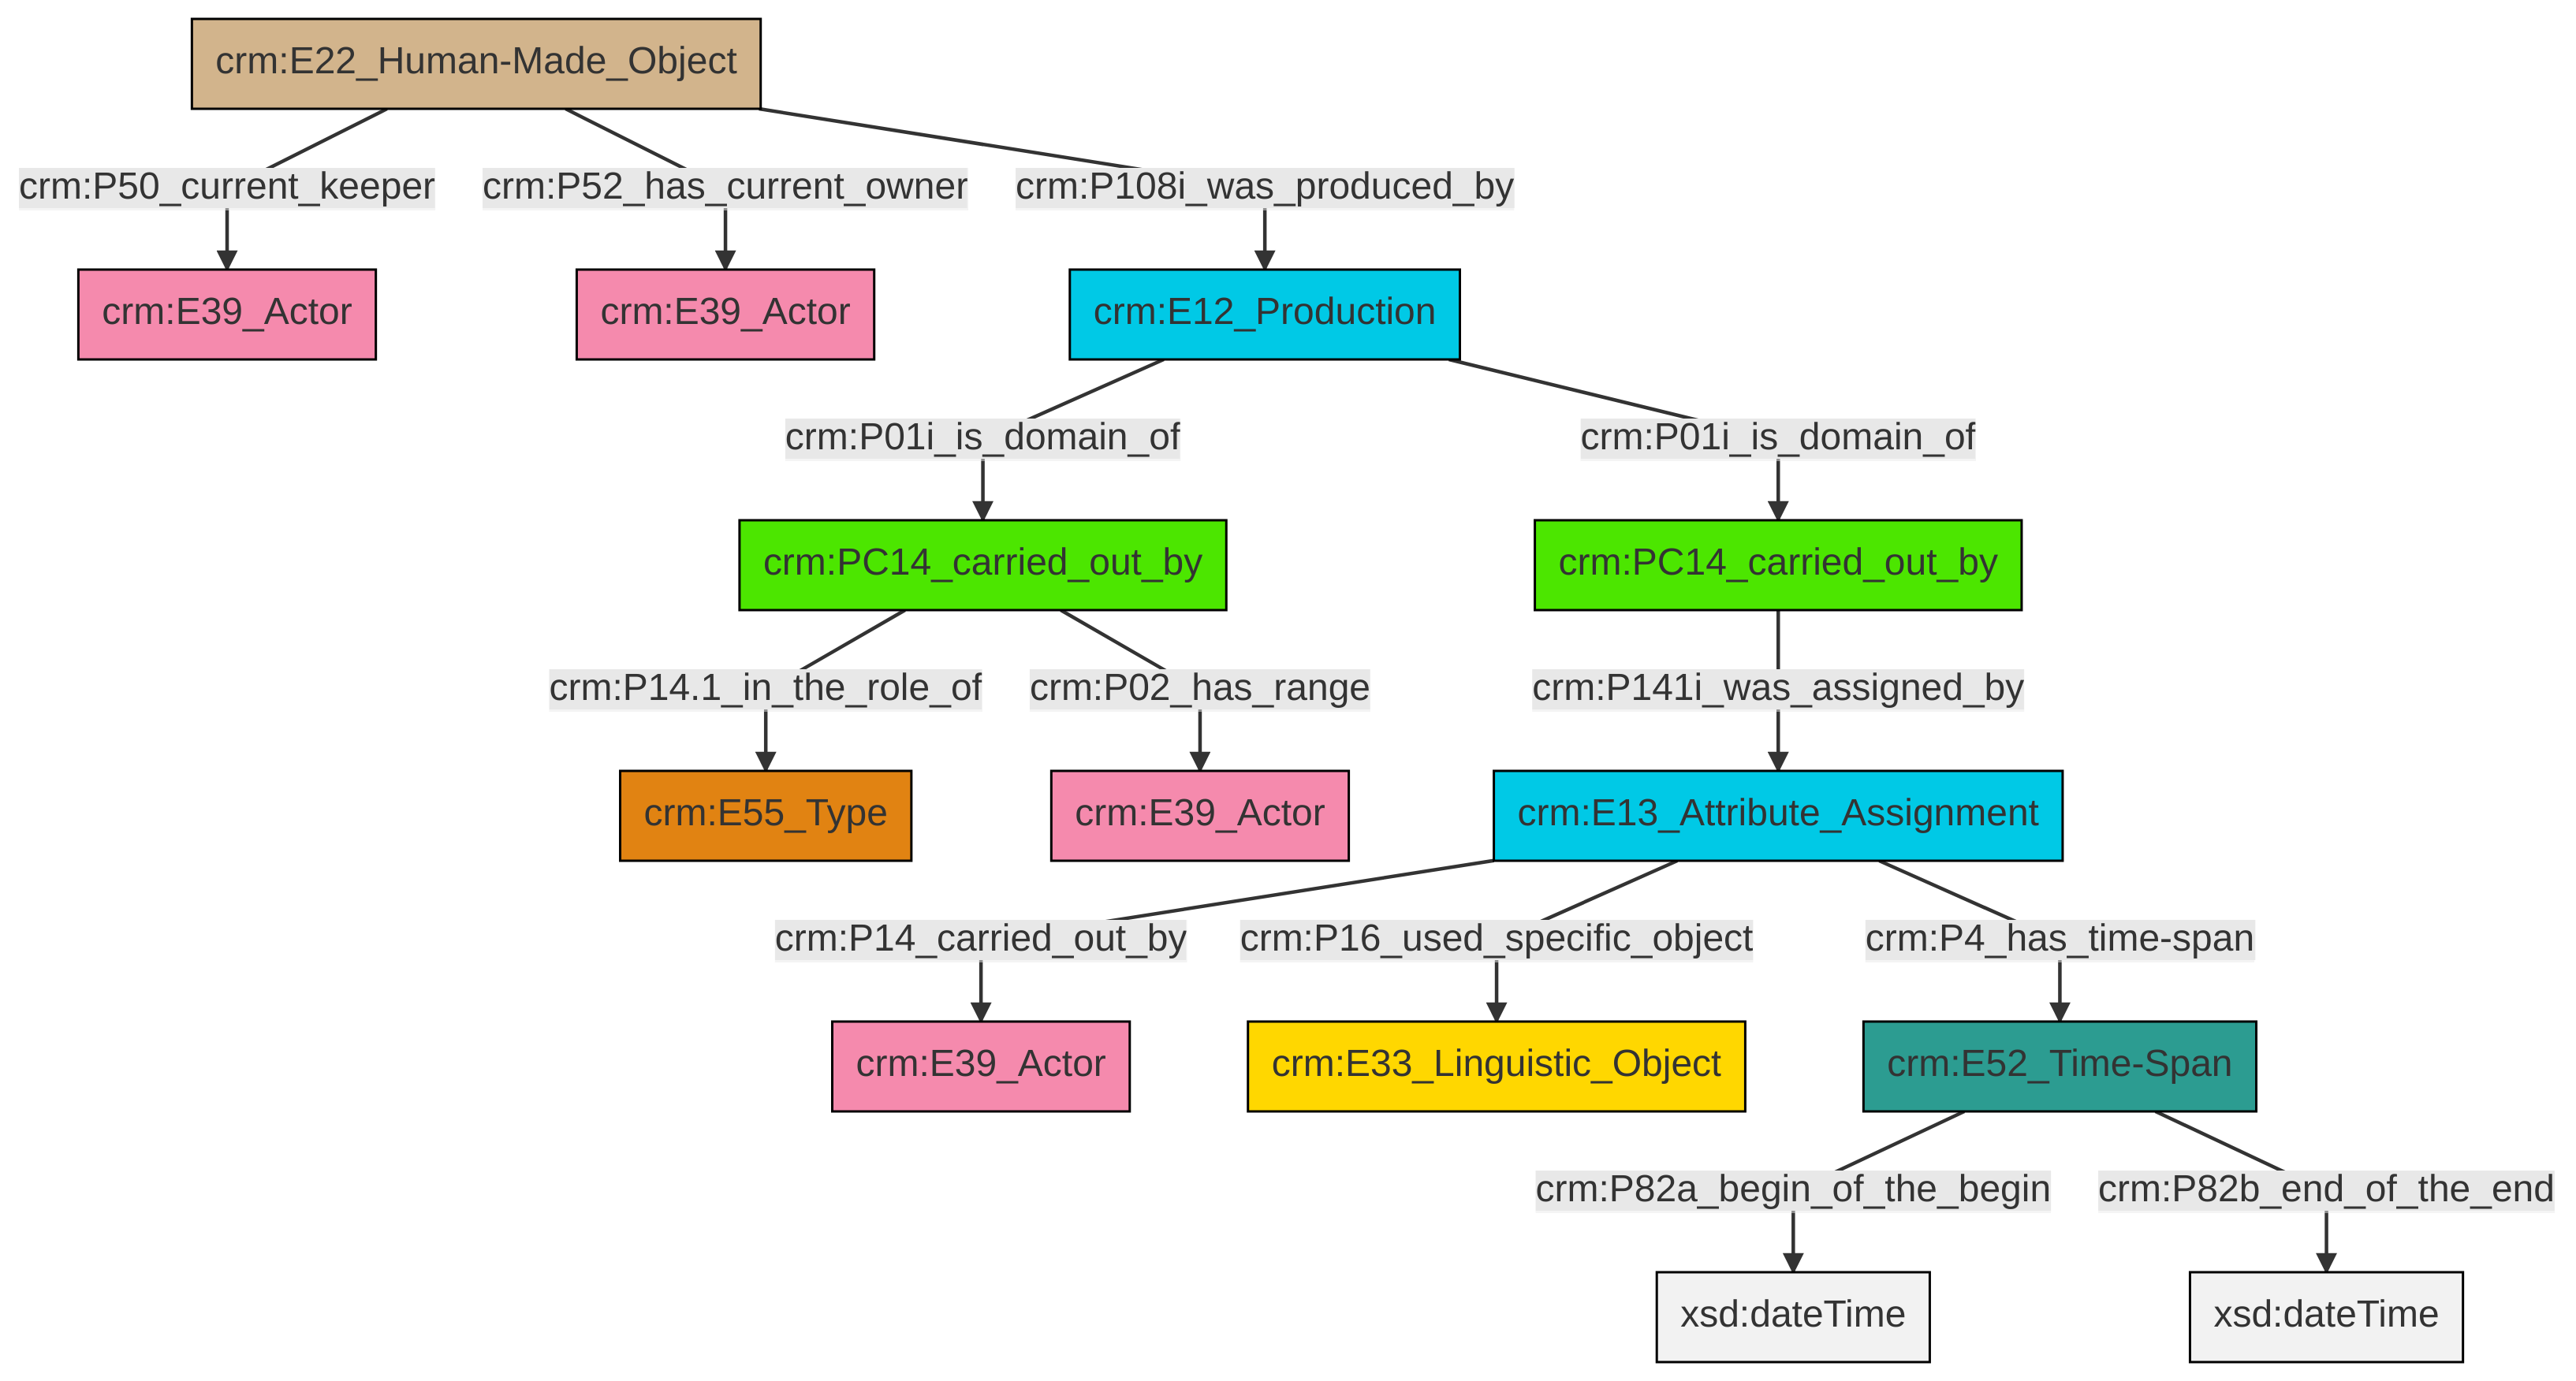 crm:E22_Human-Made_Object
crm:P50_current_keeper
crm:P52_has_current_owner
crm:P108i_was_produced_by
crm:E39_Actor
crm:E39_Actor
crm:E12_Production
crm:P01i_is_domain_of
crm:P01i_is_domain_of
crm:PC14_carried_out_by
crm:PC14_carried_out_by
crm:P14.1_in_the_role_of
crm:P02_has_range
crm:P141i_was_assigned_by
crm:E55_Type
crm:E39_Actor
crm:E13_Attribute_Assignment
crm:P14_carried_out_by
crm:P16_used_specific_object
crm:P4_has_time-span
crm:E39_Actor
crm:E33_Linguistic_Object
crm:E52_Time-Span
crm:P82a_begin_of_the_begin
crm:P82b_end_of_the_end
xsd:dateTime
xsd:dateTime